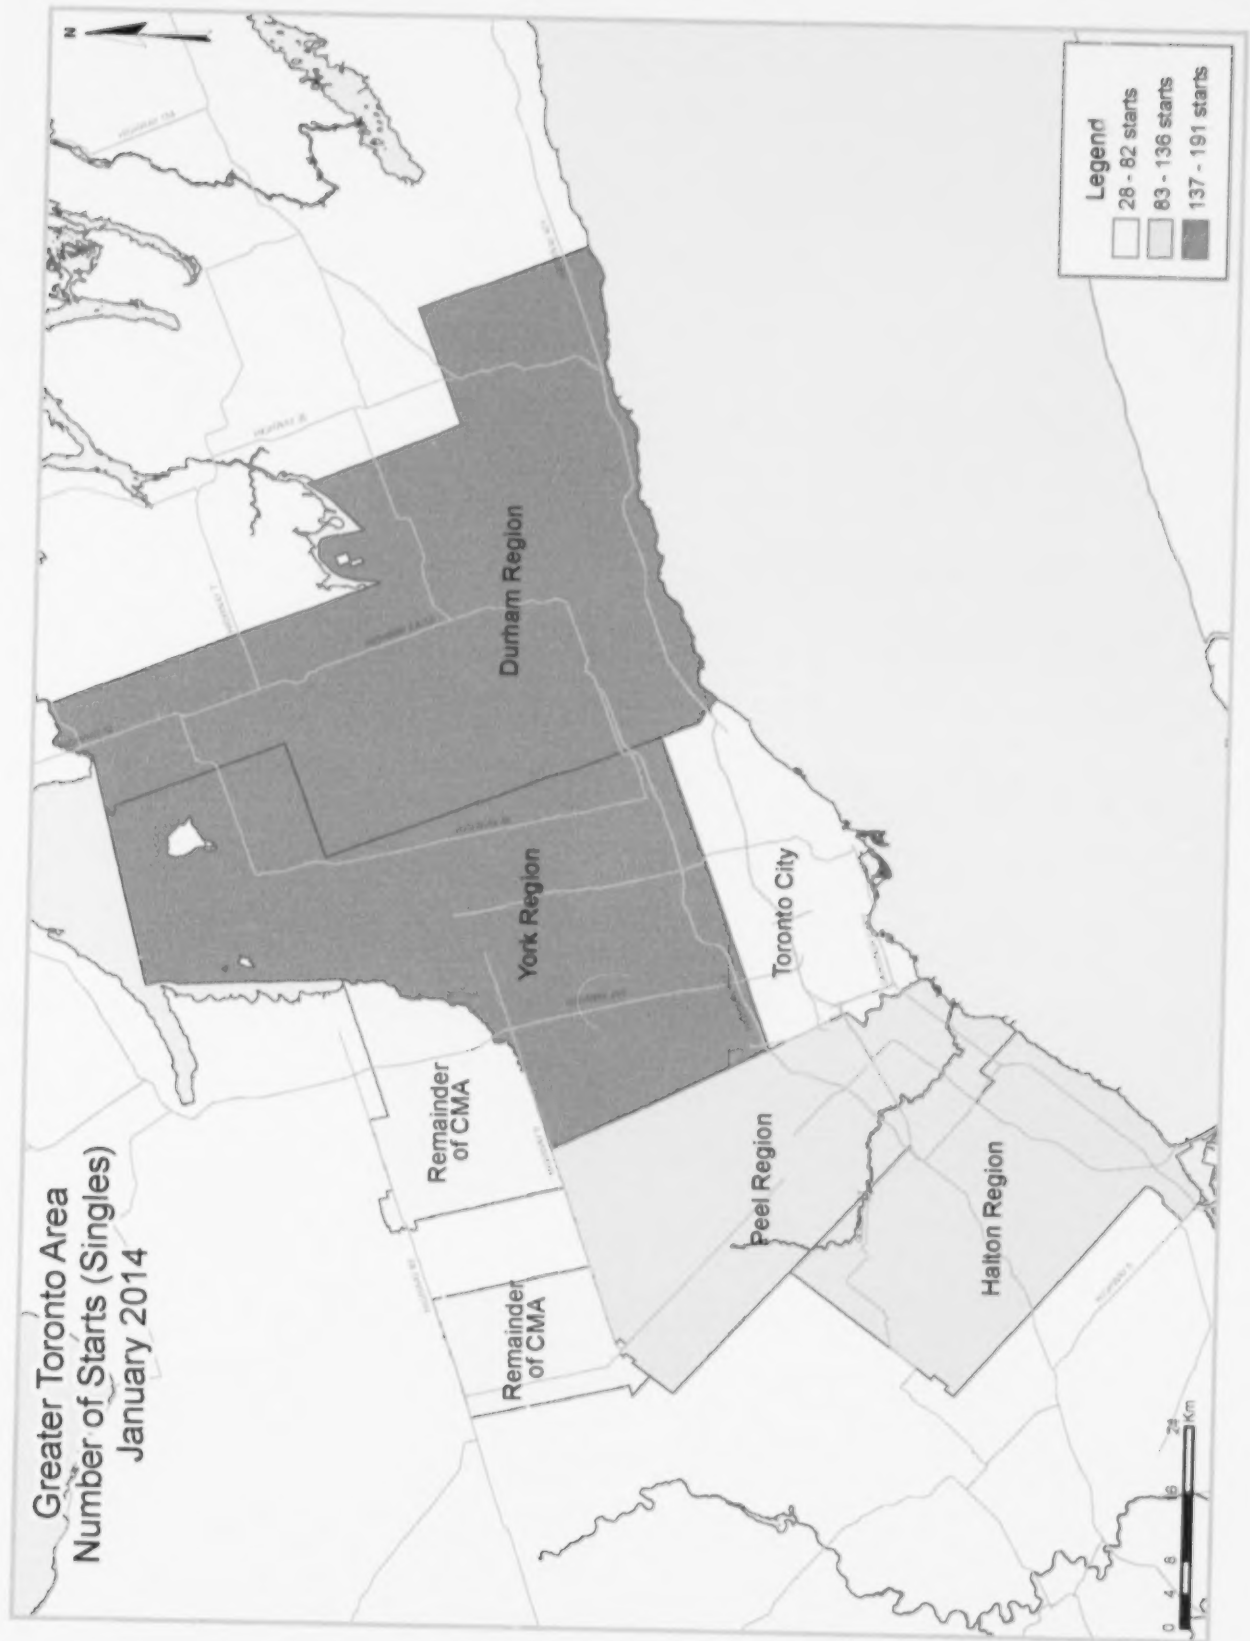 Greater Toronto Area
Number of Starts (Singles)
January 2014
N
Remainder
of CMA
Remainder
of CMA
York Region
Durham Region
Peel Region
Toronto City
Halton Region
Legend
28 - 82 starts
83 - 136 starts
137 - 191 starts
0 4 8 16
Km